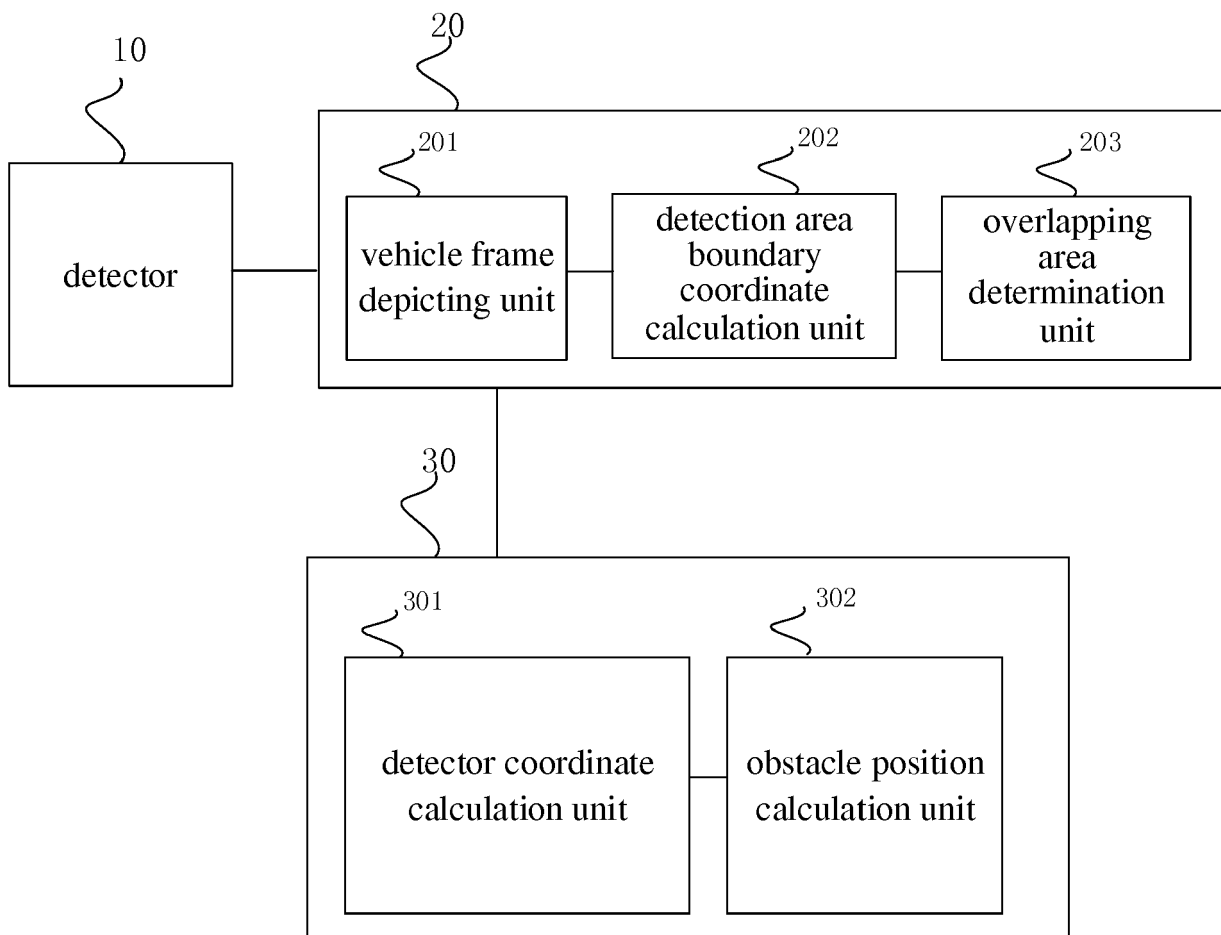 10
20
201
202
203
detector
vehicle frame
depicting unit
detection area
boundary
coordinate
calculation unit
overlapping
area
determination
unit
30
301
302
detector coordinate
calculation unit
obstacle position
calculation unit